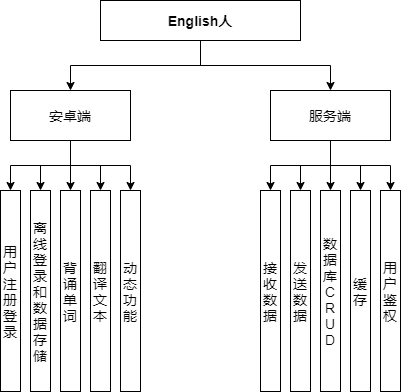 English人
安卓端
服务端
用户注册登录
离线登录和数据存储
背诵单词
翻译文本
动态功能
接收数据
发送数据
数据库CRUD
缓存
用户鉴权